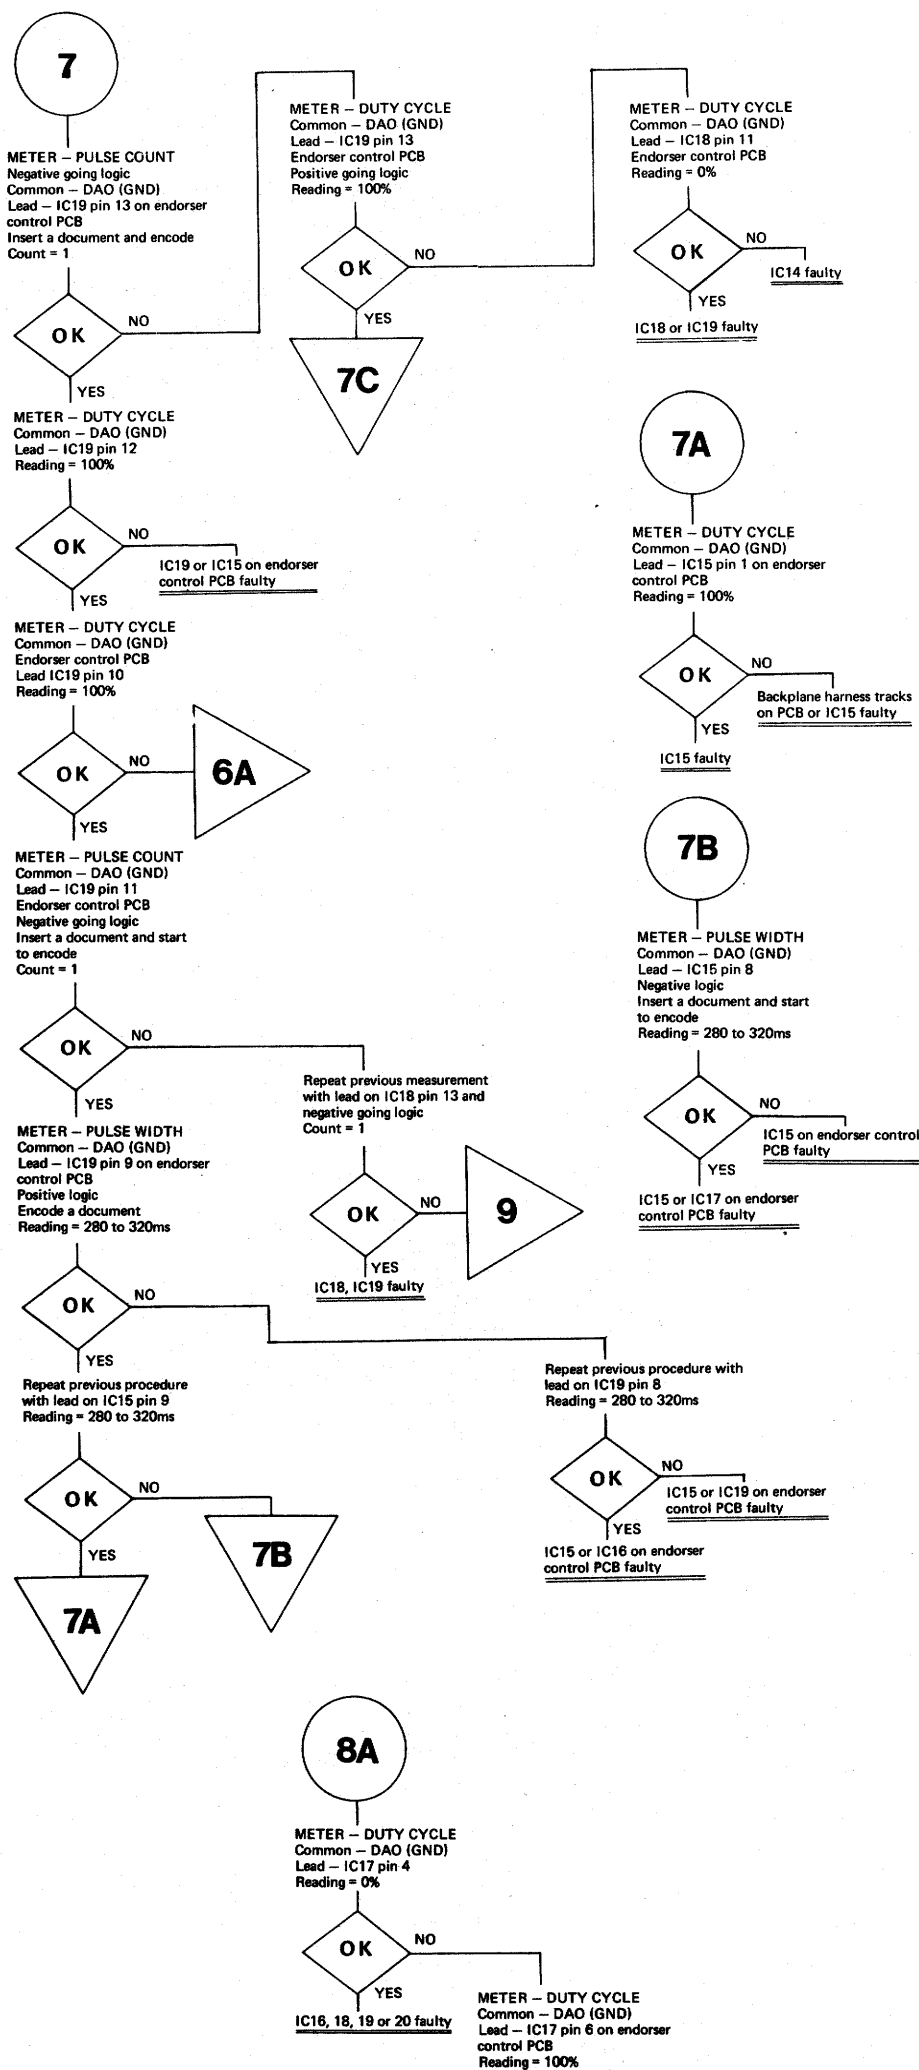 7
METER – PULSE COUNT
Negative going logic
Common – DAO (GND)
Lead – IC19 pin 13 on endorser
control PCB
Insert a document and encode
Count = 1
OK
NO
YES
METER – DUTY CYCLE
Common – DAO (GND)
Lead – IC19 pin 12
Reading = 100%
OK
NO
IC19 or IC15 on endorser
control PCB faulty
YES
METER – DUTY CYCLE
Common – DAO (GND)
Endorser control PCB
Lead IC19 pin 10
Reading = 100%
OK
NO
6A
YES
METER – PULSE COUNT
Common – DAO (GND)
Lead – IC19 pin 11
Endorser control PCB
Negative going logic
Insert a document and start
to encode
Count = 1
OK
NO
Repeat previous measurement
with lead on IC18 pin 13 and
negative going logic
Count = 1
OK
NO
9
YES
IC18, IC19 faulty
YES
METER – PULSE WIDTH
Common – DAO (GND)
Lead – IC19 pin 9 on endorser
control PCB
Positive logic
Encode a document
Reading = 280 to 320ms
OK
NO
Repeat previous procedure with
lead on IC19 pin 8
Reading = 280 to 320ms
OK
NO
IC15 or IC19 on endorser
control PCB faulty
YES
IC15 or IC16 on endorser
control PCB faulty
YES
Repeat previous procedure
with lead on IC15 pin 9
Reading = 280 to 320ms
OK
NO
7B
YES
7A
METER – DUTY CYCLE
Common – DAO (GND)
Lead – IC19 pin 13
Endorser control PCB
Positive going logic
Reading = 100%
OK
NO
YES
7C
METER – DUTY CYCLE
Common – DAO (GND)
Lead – IC18 pin 11
Endorser control PCB
Reading = 0%
OK
NO
IC14 faulty
YES
IC18 or IC19 faulty
7A
METER – DUTY CYCLE
Common – DAO (GND)
Lead – IC15 pin 1 on endorser
control PCB
Reading = 100%
OK
NO
Backplane harness tracks
on PCB or IC15 faulty
YES
IC15 faulty
7B
METER – PULSE WIDTH
Common – DAO (GND)
Lead – IC15 pin 8
Negative logic
Insert a document and start
to encode
Reading = 280 to 320ms
OK
NO
IC15 on endorser control
PCB faulty
YES
IC15 or IC17 on endorser
control PCB faulty
8A
METER – DUTY CYCLE
Common – DAO (GND)
Lead – IC17 pin 4
Reading = 0%
OK
NO
YES
IC16, 18, 19 or 20 faulty
METER – DUTY CYCLE
Common – DAO (GND)
Lead – IC17 pin 6 on endorser
control PCB
Reading = 100%